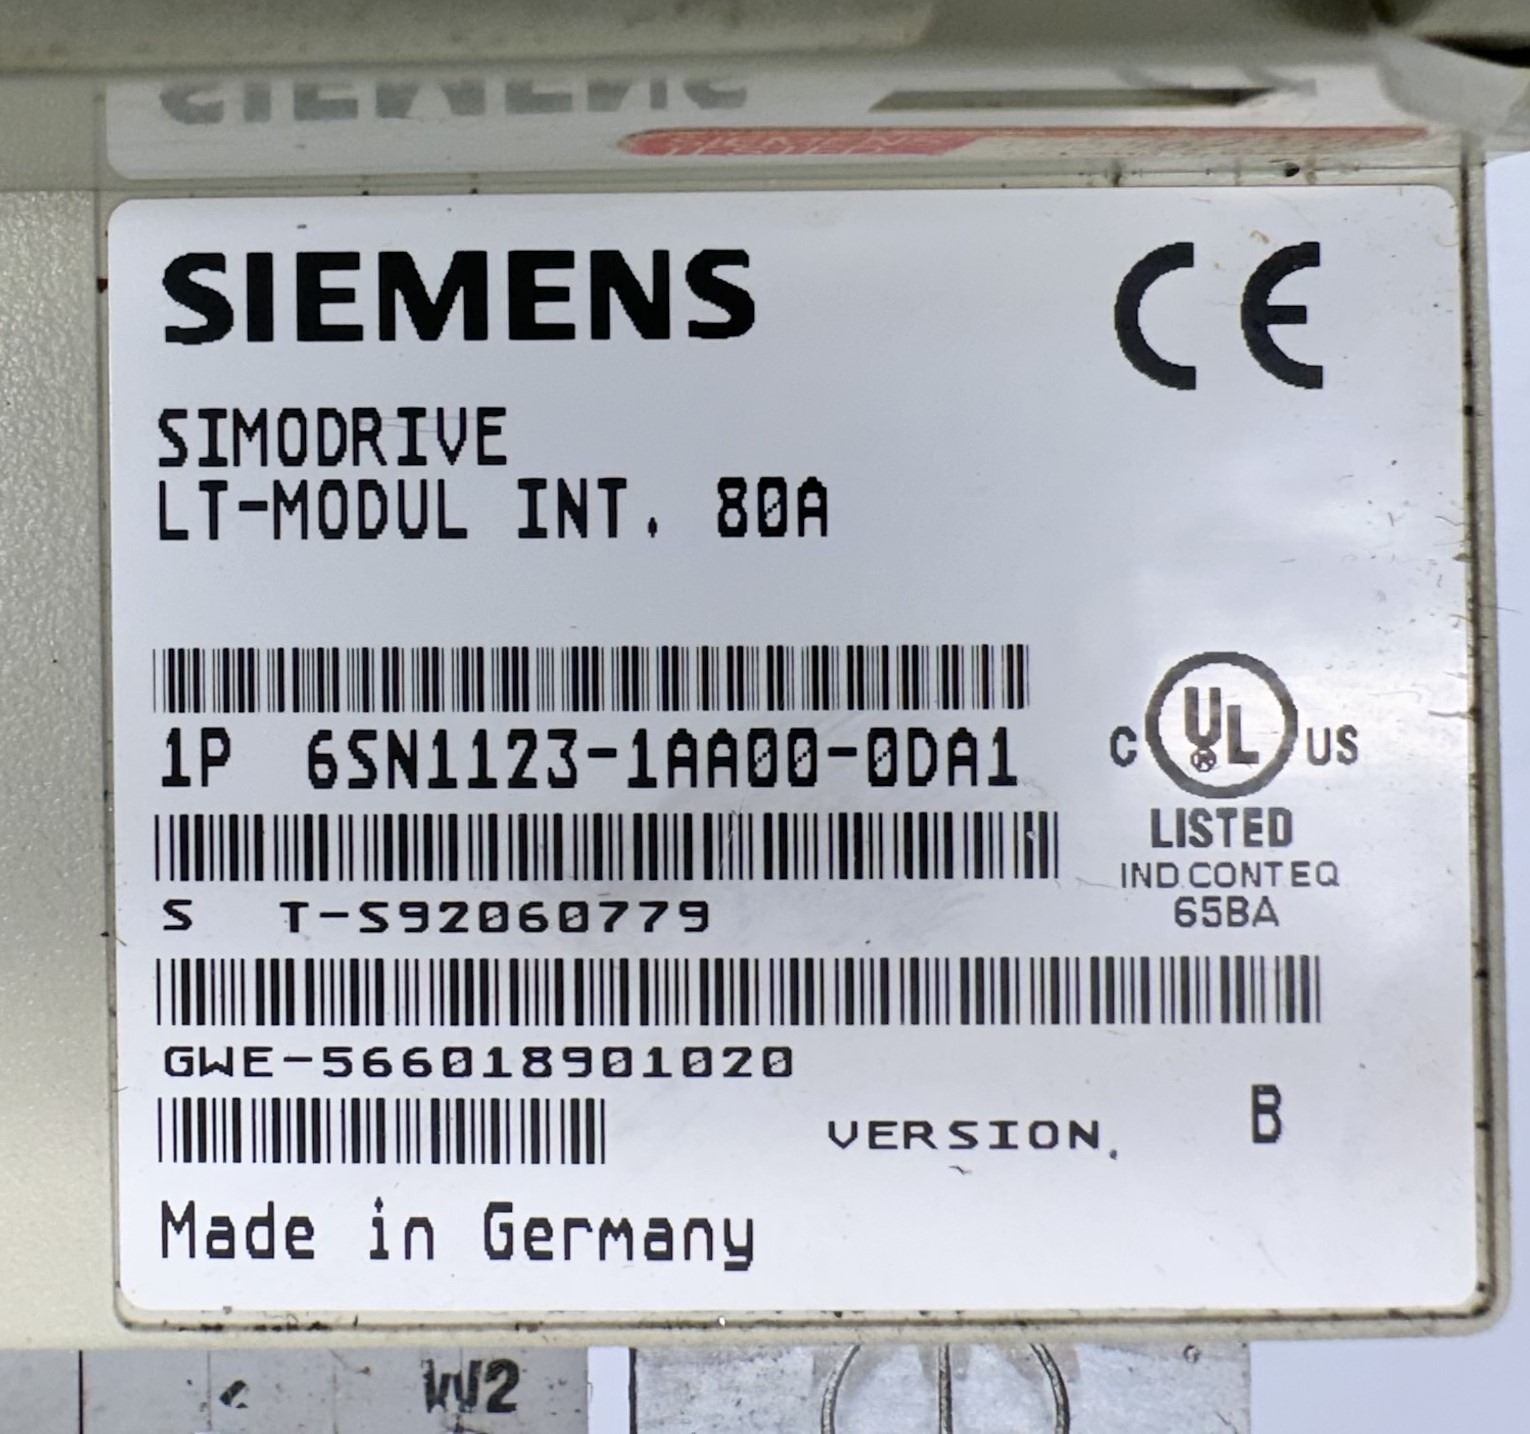 SIEMENS
CE
SIMODRIVE
LT-MODUL INT. 80A
1P 6SN1123-1AA00-0DA1
C UL US
LISTED
IND.CONT.EQ
65BA
S T-S92060779
GWE-566018901020
VERSION. B
Made in Germany